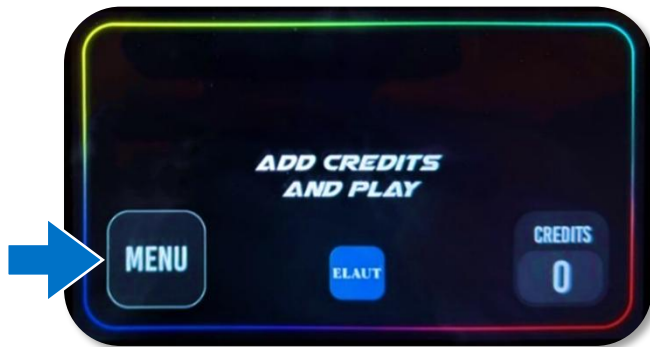 ADD CREDITS
AND PLAY
MENU
ELAUT
CREDITS
0